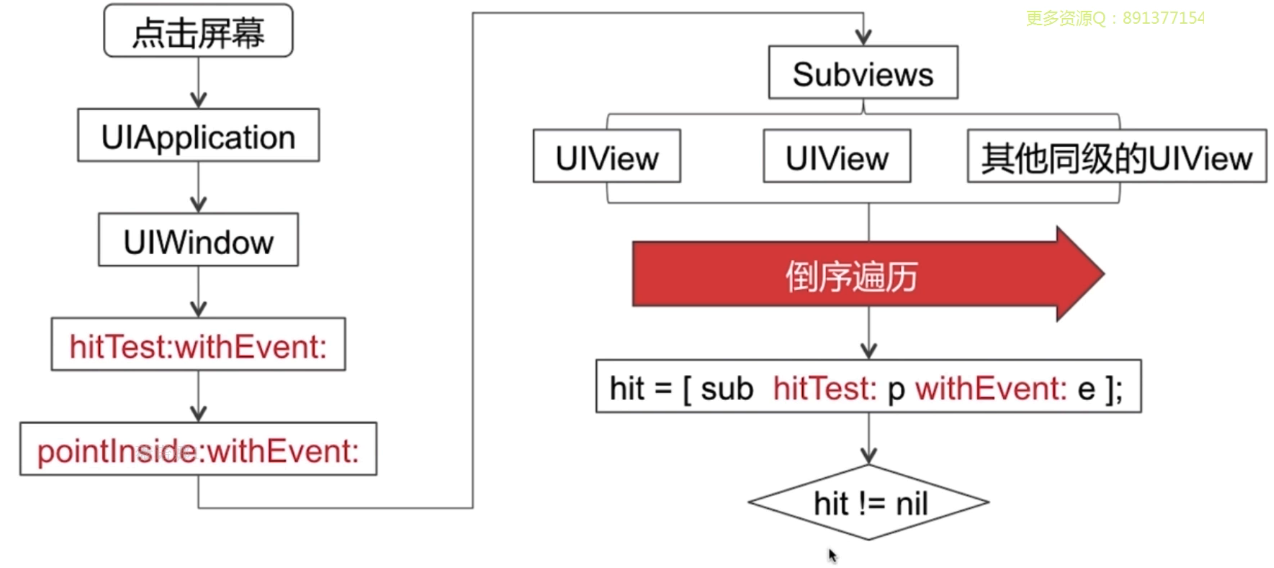 更多资源Q：891377154
点击屏幕
UIApplication
UIWindow
hitTest:withEvent:
pointInside:withEvent:
Subviews
UIView
UIView
其他同级的UIView
倒序遍历
hit = [ sub hitTest: p withEvent: e ];
hit != nil